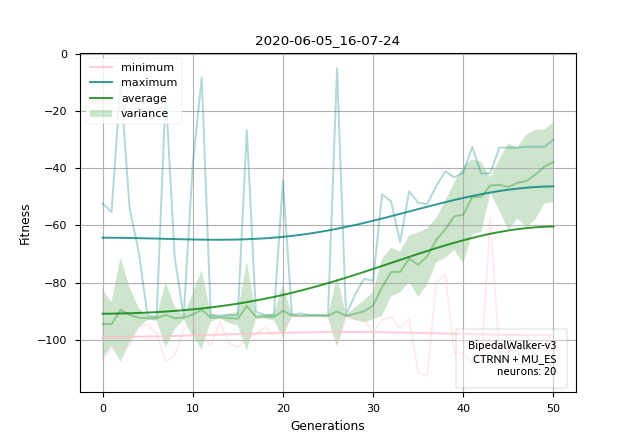 2020-06-05_16-07-24
minimum
maximum
average
variance
0
−20
−40
−60
−80
−100
Fitness
0
10
20
30
40
50
Generations
BipedalWalker-v3
CTRNN + MU_ES
neurons: 20